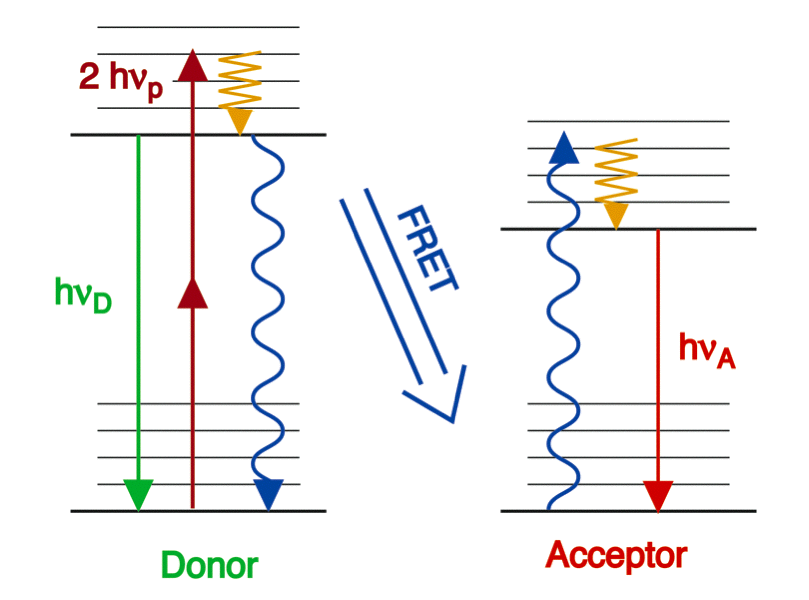 2 hνp
FRET
hνD
hνA
Donor
Acceptor